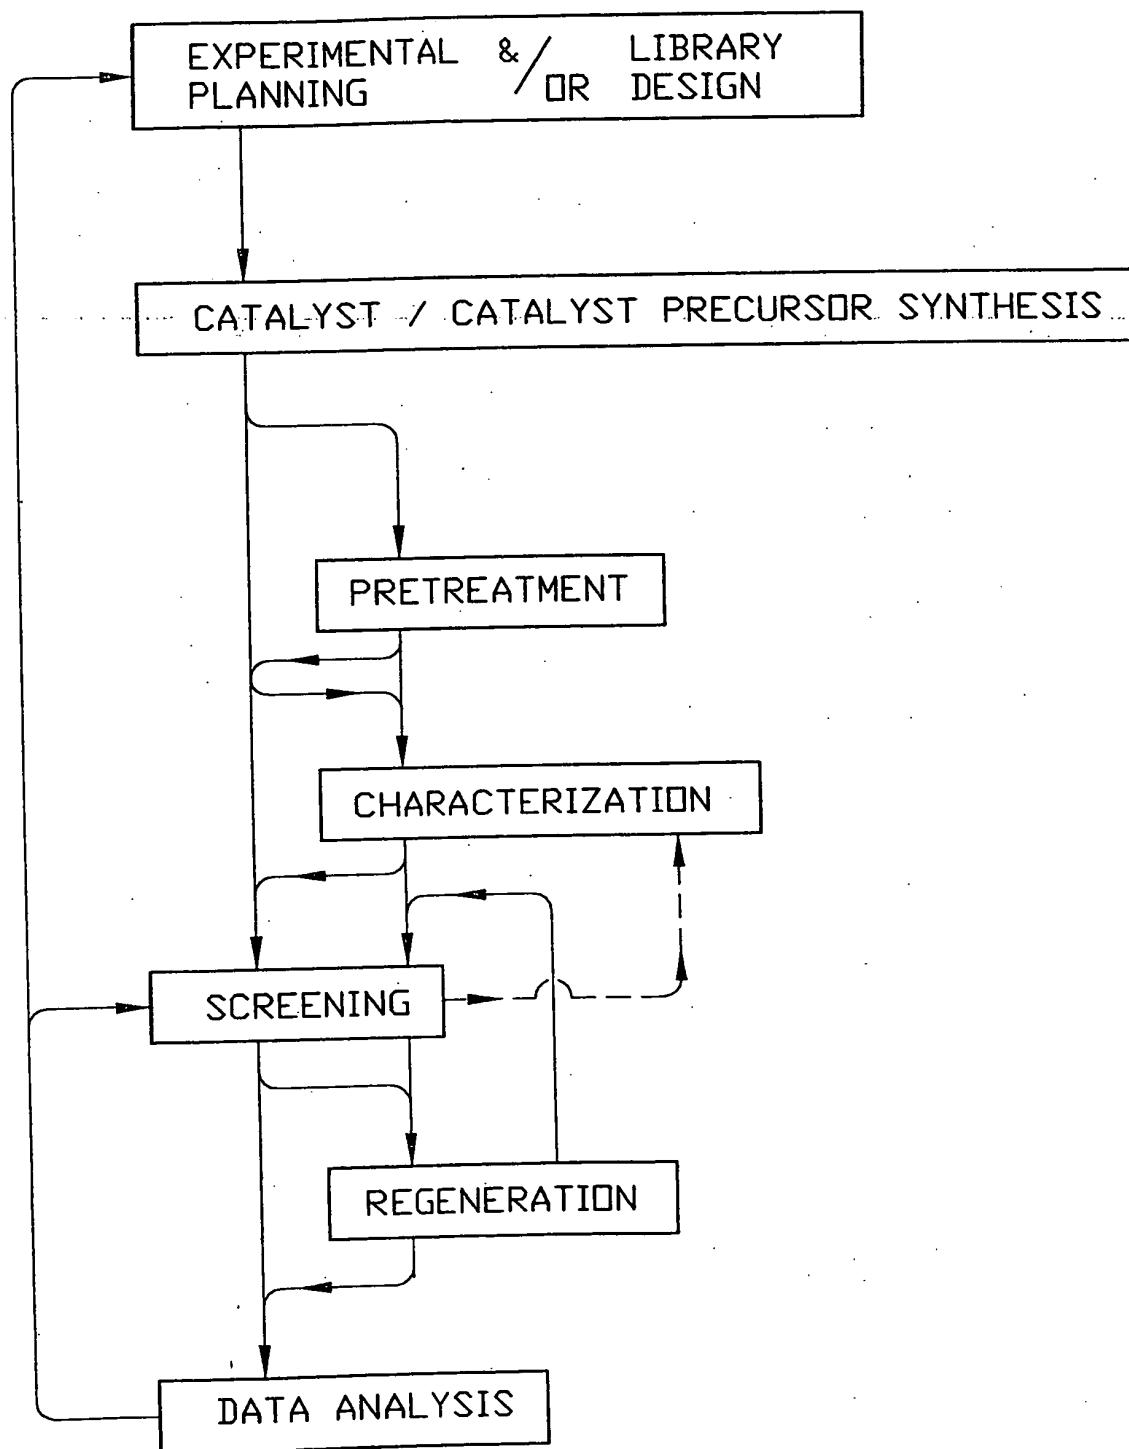 EXPERIMENTAL &/OR LIBRARY
PLANNING DESIGN
CATALYST / CATALYST PRECURSOR SYNTHESIS
PRETREATMENT
CHARACTERIZATION
SCREENING
REGENERATION
DATA ANALYSIS